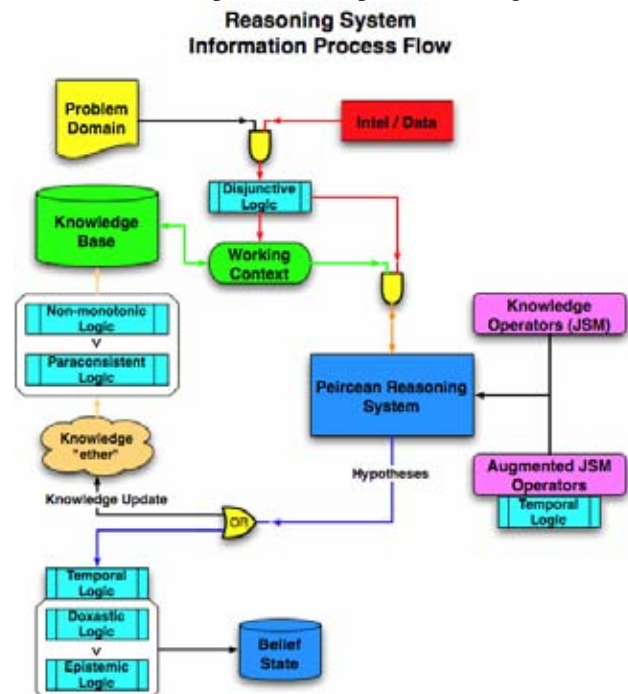 Reasoning System
Information Process Flow
Problem
Domain
Intel / Data
Disjunctive
Logic
Knowledge
Base
Working
Context
Non-monotonic
Logic
v
Paraconsistent
Logic
Knowledge
Operators (JSM)
Peircean Reasoning
System
Knowledge
"ether"
Hypotheses
Augmented JSM
Operators
Temporal
Logic
Knowledge Update
OR
Temporal
Logic
Doxastic
Logic
v
Epistemic
Logic
Belief
State